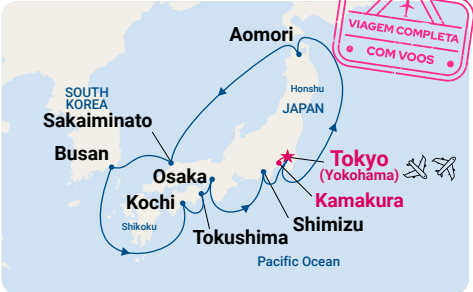 Aomori
VIAGEM COMPLETA
COM VOOS
SOUTH
KOREA
Honshu
JAPAN
Sakaiminato
Busan
Osaka
Tokyo
(Yokohama)
Kochi
Kamakura
Shikoku
Tokushima
Shimizu
Pacific Ocean